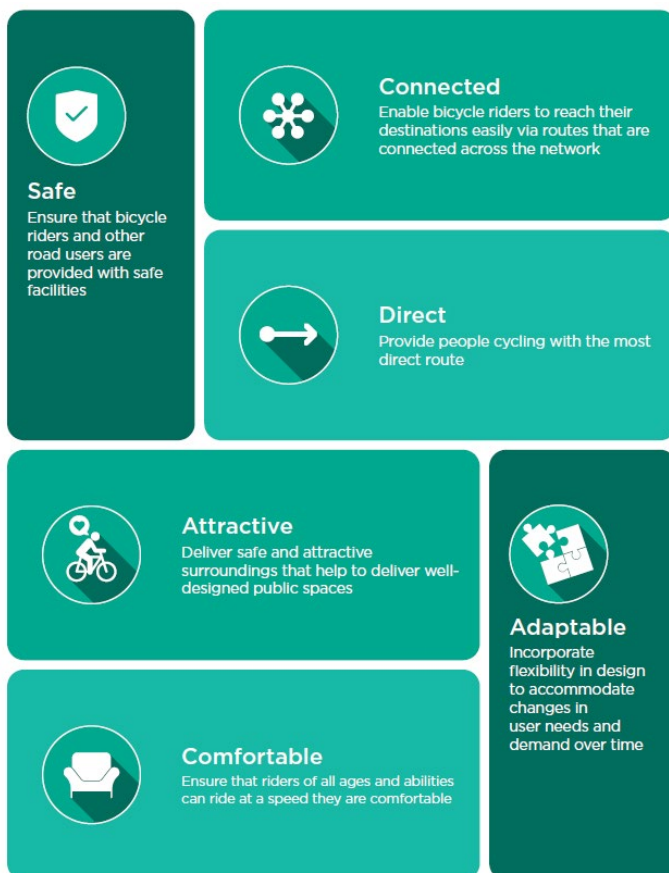 Safe
Ensure that bicycle
riders and other
road users are
provided with safe
facilities
Connected
Enable bicycle riders to reach their
destinations easily via routes that are
connected across the network
Direct
Provide people cycling with the most
direct route
Attractive
Deliver safe and attractive
surroundings that help to deliver well-
designed public spaces
Adaptable
Incorporate
flexibility in design
to accommodate
changes in
user needs and
demand over time
Comfortable
Ensure that riders of all ages and abilities
can ride at a speed they are comfortable